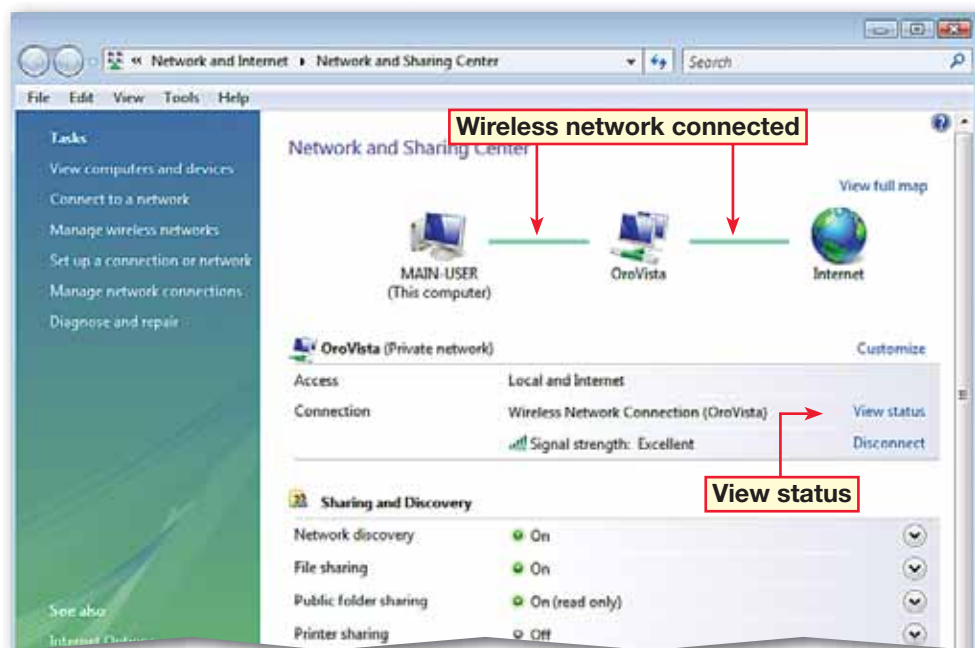 « Network and Internet ▸ Network and Sharing Center
Search
File Edit View Tools Help
Tasks
View computers and devices
Connect to a network
Manage wireless networks
Set up a connection or network
Manage network connections
Diagnose and repair
See also
Internet Options
Wireless network connected
Network and Sharing Center
View full map
MAIN-USER
(This computer)
OroVista
Internet
OroVista (Private network)
Customize
Access Local and Internet
Connection Wireless Network Connection (OroVista) View status
Signal strength: Excellent Disconnect
View status
Sharing and Discovery
Network discovery On
File sharing On
Public folder sharing On (read only)
Printer sharing Off